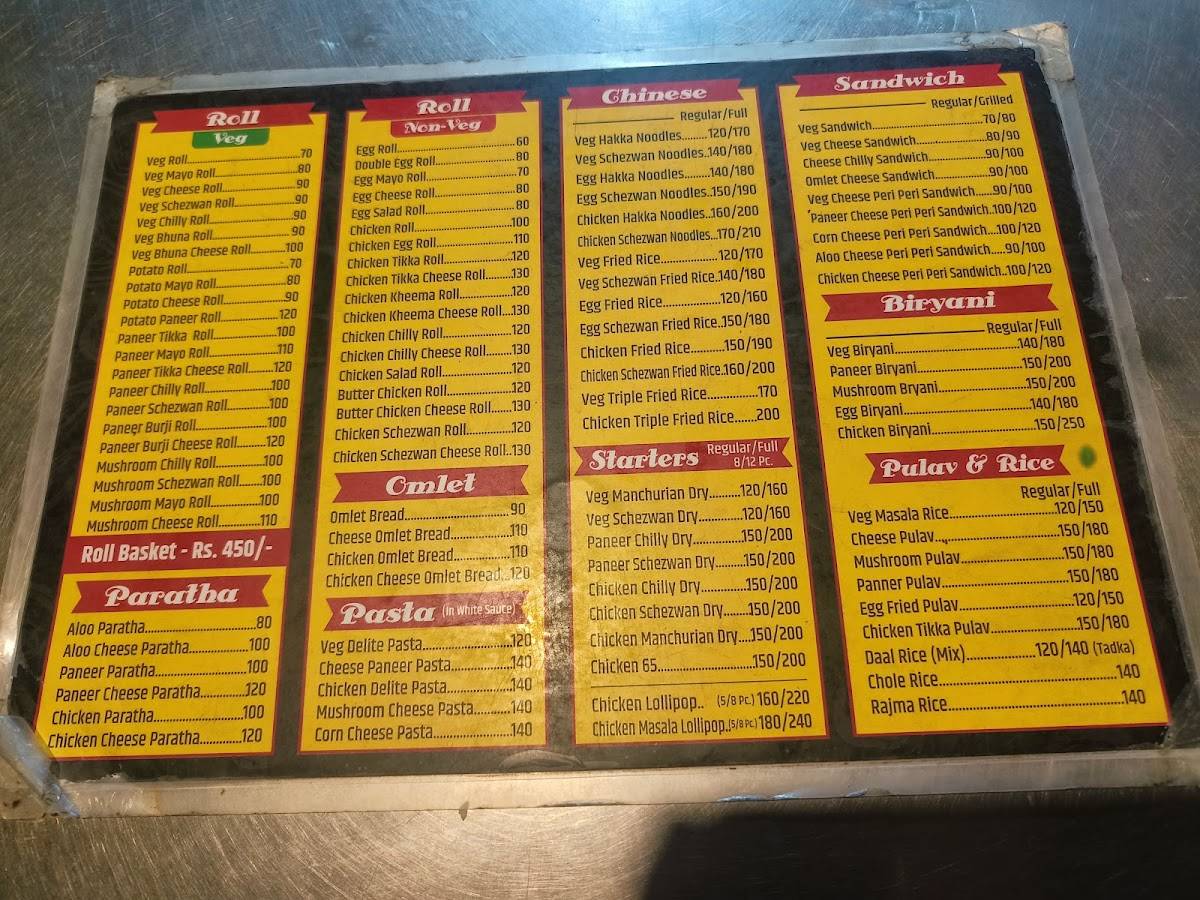 Roll
Veg
Veg Roll 70
Veg Mayo Roll 80
Veg Cheese Roll 90
Veg Schezwan Roll 90
Veg Chilly Roll 90
Veg Bhuna Roll 90
Veg Bhuna Cheese Roll 100
Potato Roll 70
Potato Mayo Roll 80
Potato Cheese Roll 90
Potato Paneer Roll 120
Paneer Tikka Roll 100
Paneer Mayo Roll 110
Paneer Tikka Cheese Roll 120
Paneer Chilly Roll 100
Paneer Schezwan Roll 100
Paneer Burji Roll 100
Paneer Burji Cheese Roll 120
Mushroom Chilly Roll 100
Mushroom Schezwan Roll 100
Mushroom Mayo Roll 100
Mushroom Cheese Roll 110
Roll Basket - Rs. 450/-
Paratha
Aloo Paratha 80
Aloo Cheese Paratha 100
Paneer Paratha 100
Paneer Cheese Paratha 120
Chicken Paratha 100
Chicken Cheese Paratha 120
Roll
Non-Veg
Egg Roll 60
Double Egg Roll 80
Egg Mayo Roll 70
Egg Cheese Roll 80
Egg Salad Roll 80
Chicken Roll 100
Chicken Egg Roll 110
Chicken Tikka Roll 120
Chicken Tikka Cheese Roll 130
Chicken Kheema Roll 120
Chicken Kheema Cheese Roll 130
Chicken Chilly Roll 120
Chicken Chilly Cheese Roll 130
Chicken Salad Roll 120
Butter Chicken Roll 120
Butter Chicken Cheese Roll 130
Chicken Schezwan Roll 120
Chicken Schezwan Cheese Roll 130
Omlet
Omlet Bread 90
Cheese Omlet Bread 110
Chicken Omlet Bread 110
Chicken Cheese Omlet Bread 120
Pasta (in White Sauce)
Veg Delite Pasta 120
Cheese Paneer Pasta 140
Chicken Delite Pasta 140
Mushroom Cheese Pasta 140
Corn Cheese Pasta 140
Chinese
Regular/Full
Veg Hakka Noodles 120/170
Veg Schezwan Noodles 140/180
Egg Hakka Noodles 140/180
Egg Schezwan Noodles 150/190
Chicken Hakka Noodles 160/200
Chicken Schezwan Noodles 170/210
Veg Fried Rice 120/170
Veg Schezwan Fried Rice 140/180
Egg Fried Rice 120/160
Egg Schezwan Fried Rice 150/180
Chicken Fried Rice 150/190
Chicken Schezwan Fried Rice 160/200
Veg Triple Fried Rice 170
Chicken Triple Fried Rice 200
Starters Regular/Full
8/12 Pc.
Veg Manchurian Dry 120/160
Veg Schezwan Dry 120/160
Paneer Chilly Dry 150/200
Paneer Schezwan Dry 150/200
Chicken Chilly Dry 150/200
Chicken Schezwan Dry 150/200
Chicken Manchurian Dry 150/200
Chicken 65 150/200
Chicken Lollipop (5/8 Pc.) 160/220
Chicken Masala Lollipop (5/8 Pc.) 180/240
Sandwich
Regular/Grilled
Veg Sandwich 70/80
Veg Cheese Sandwich 80/90
Cheese Chilly Sandwich 90/100
Omlet Cheese Sandwich 90/100
Veg Cheese Peri Peri Sandwich 90/100
Paneer Cheese Peri Peri Sandwich 100/120
Corn Cheese Peri Peri Sandwich 100/120
Aloo Cheese Peri Peri Sandwich 90/100
Chicken Cheese Peri Peri Sandwich 100/120
Biryani
Regular/Full
Veg Biryani 140/180
Paneer Biryani 150/200
Mushroom Bryani 150/200
Egg Biryani 140/180
Chicken Biryani 150/250
Pulav & Rice
Regular/Full
Veg Masala Rice 120/150
Cheese Pulav 150/180
Mushroom Pulav 150/180
Panner Pulav 150/180
Egg Fried Pulav 120/150
Chicken Tikka Pulav 150/180
Daal Rice (Mix) 120/140 (Tadka)
Chole Rice 140
Rajma Rice 140